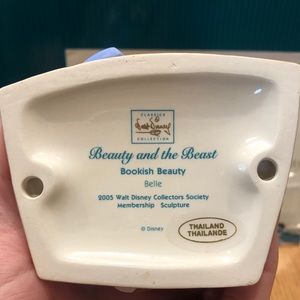 CLASSICS
Walt Disney
COLLECTION
Beauty and the Beast
Bookish Beauty
Belle
2003 Walt Disney Collectors Society
Membership Sculpture
© Disney
THAILAND
THAILANDE